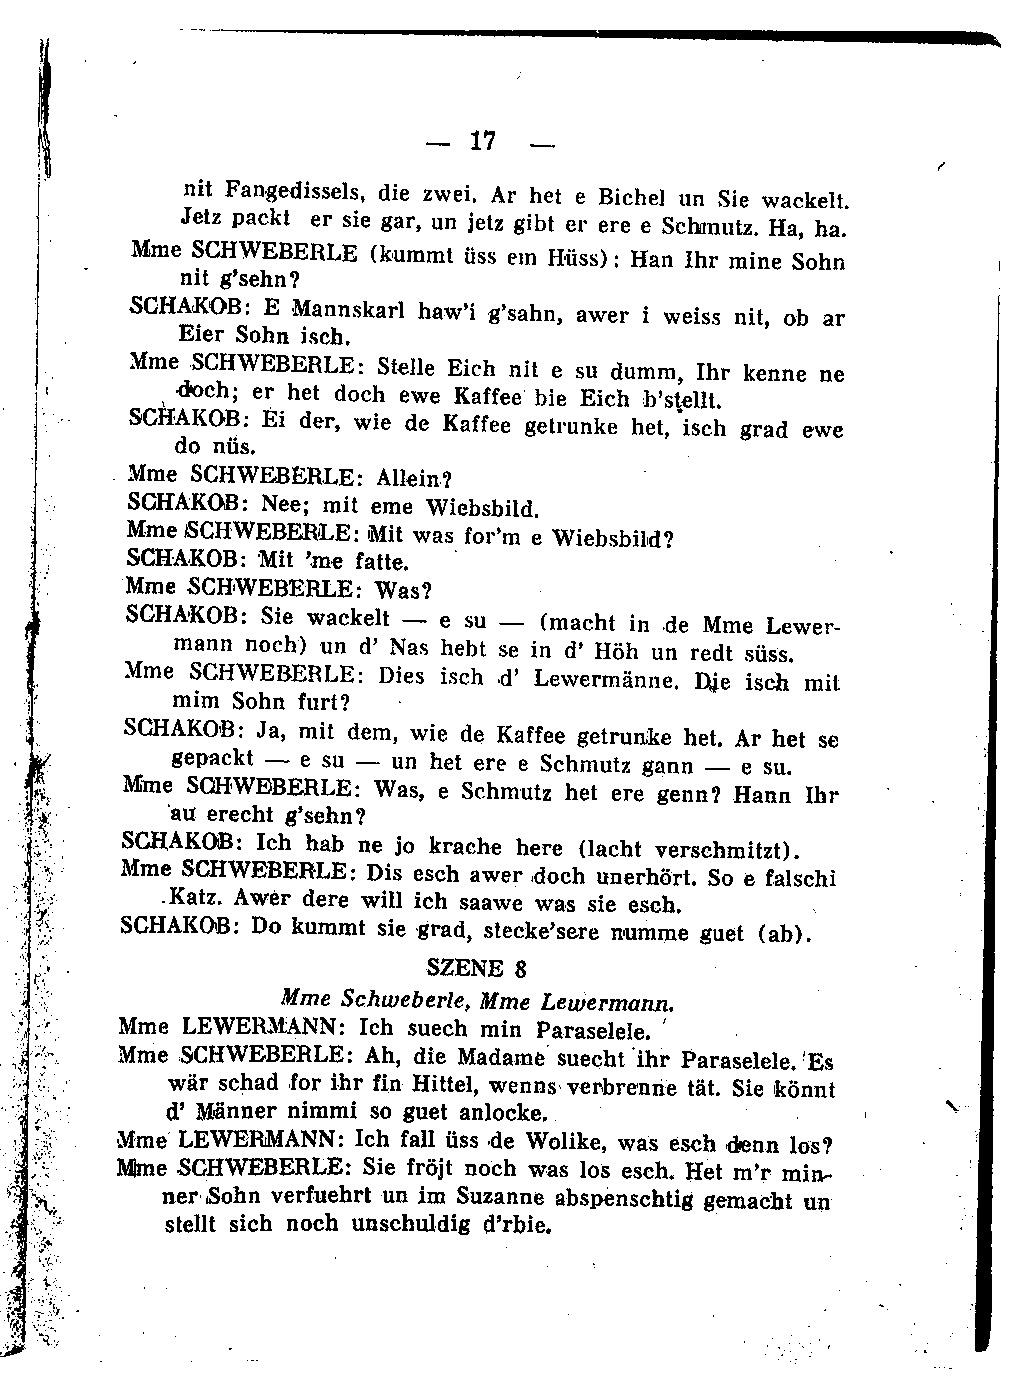 — 17 —
nit Fangedissels, die zwei. Ar het e Bichel un Sie wackelt.
Jetz packt er sie gar, un jetz gibt er ere e Schmutz. Ha, ha.
Mme SCHWEBERLE (kummt üss em Hüss): Han Ihr mine Sohn
nit g'sehn?
SCHAKOB: E Mannskarl haw'i g'sahn, awer i weiss nit, ob ar
Eier Sohn isch.
Mme SCHWEBERLE: Stelle Eich nit e su dumm, Ihr kenne ne
doch; er het doch ewe Kaffee bie Eich b'stellt.
SCHAKOB: Ei der, wie de Kaffee getrunke het, isch grad ewe
do nüs.
Mme SCHWEBERLE: Allein?
SCHAKOB: Nee; mit eme Wiebsbild.
Mme SCHWEBERLE: Mit was for'm e Wiebsbild?
SCHAKOB: Mit 'me fatte.
Mme SCHWEBERLE: Was?
SCHAKOB: Sie wackelt — e su — (macht in de Mme Lewer-
mann noch) un d' Nas hebt se in d' Höh un redt süss.
Mme SCHWEBERLE: Dies isch d' Lewermänne. Die isch mit
mim Sohn furt?
SCHAKOB: Ja, mit dem, wie de Kaffee getrunke het. Ar het se
gepackt — e su — un het ere e Schmutz gann — e su.
Mme SCHWEBERLE: Was, e Schmutz het ere genn? Hann Ihr
au erecht g'sehn?
SCHAKOB: Ich hab ne jo krache here (lacht verschmitzt).
Mme SCHWEBERLE: Dis esch awer doch unerhört. So e falschi
Katz. Awer dere will ich saawe was sie esch.
SCHAKOB: Do kummt sie grad, stecke'sere numme guet (ab).
SZENE 8
Mme Schweberle, Mme Lewermann.
Mme LEWERMANN: Ich suech min Paraselele.
Mme SCHWEBERLE: Ah, die Madame suecht ihr Paraselele. Es
wär schad for ihr fin Hittel, wenns verbrenne tät. Sie könnt
d' Männer nimmi so guet anlocke.
Mme LEWERMANN: Ich fall üss de Wolike, was esch denn los?
Mme SCHWEBERLE: Sie fröjt noch was los esch. Het m'r min-
ner Sohn verfuehrt un im Suzanne abspenschtig gemacht un
stellt sich noch unschuldig d'rbie.